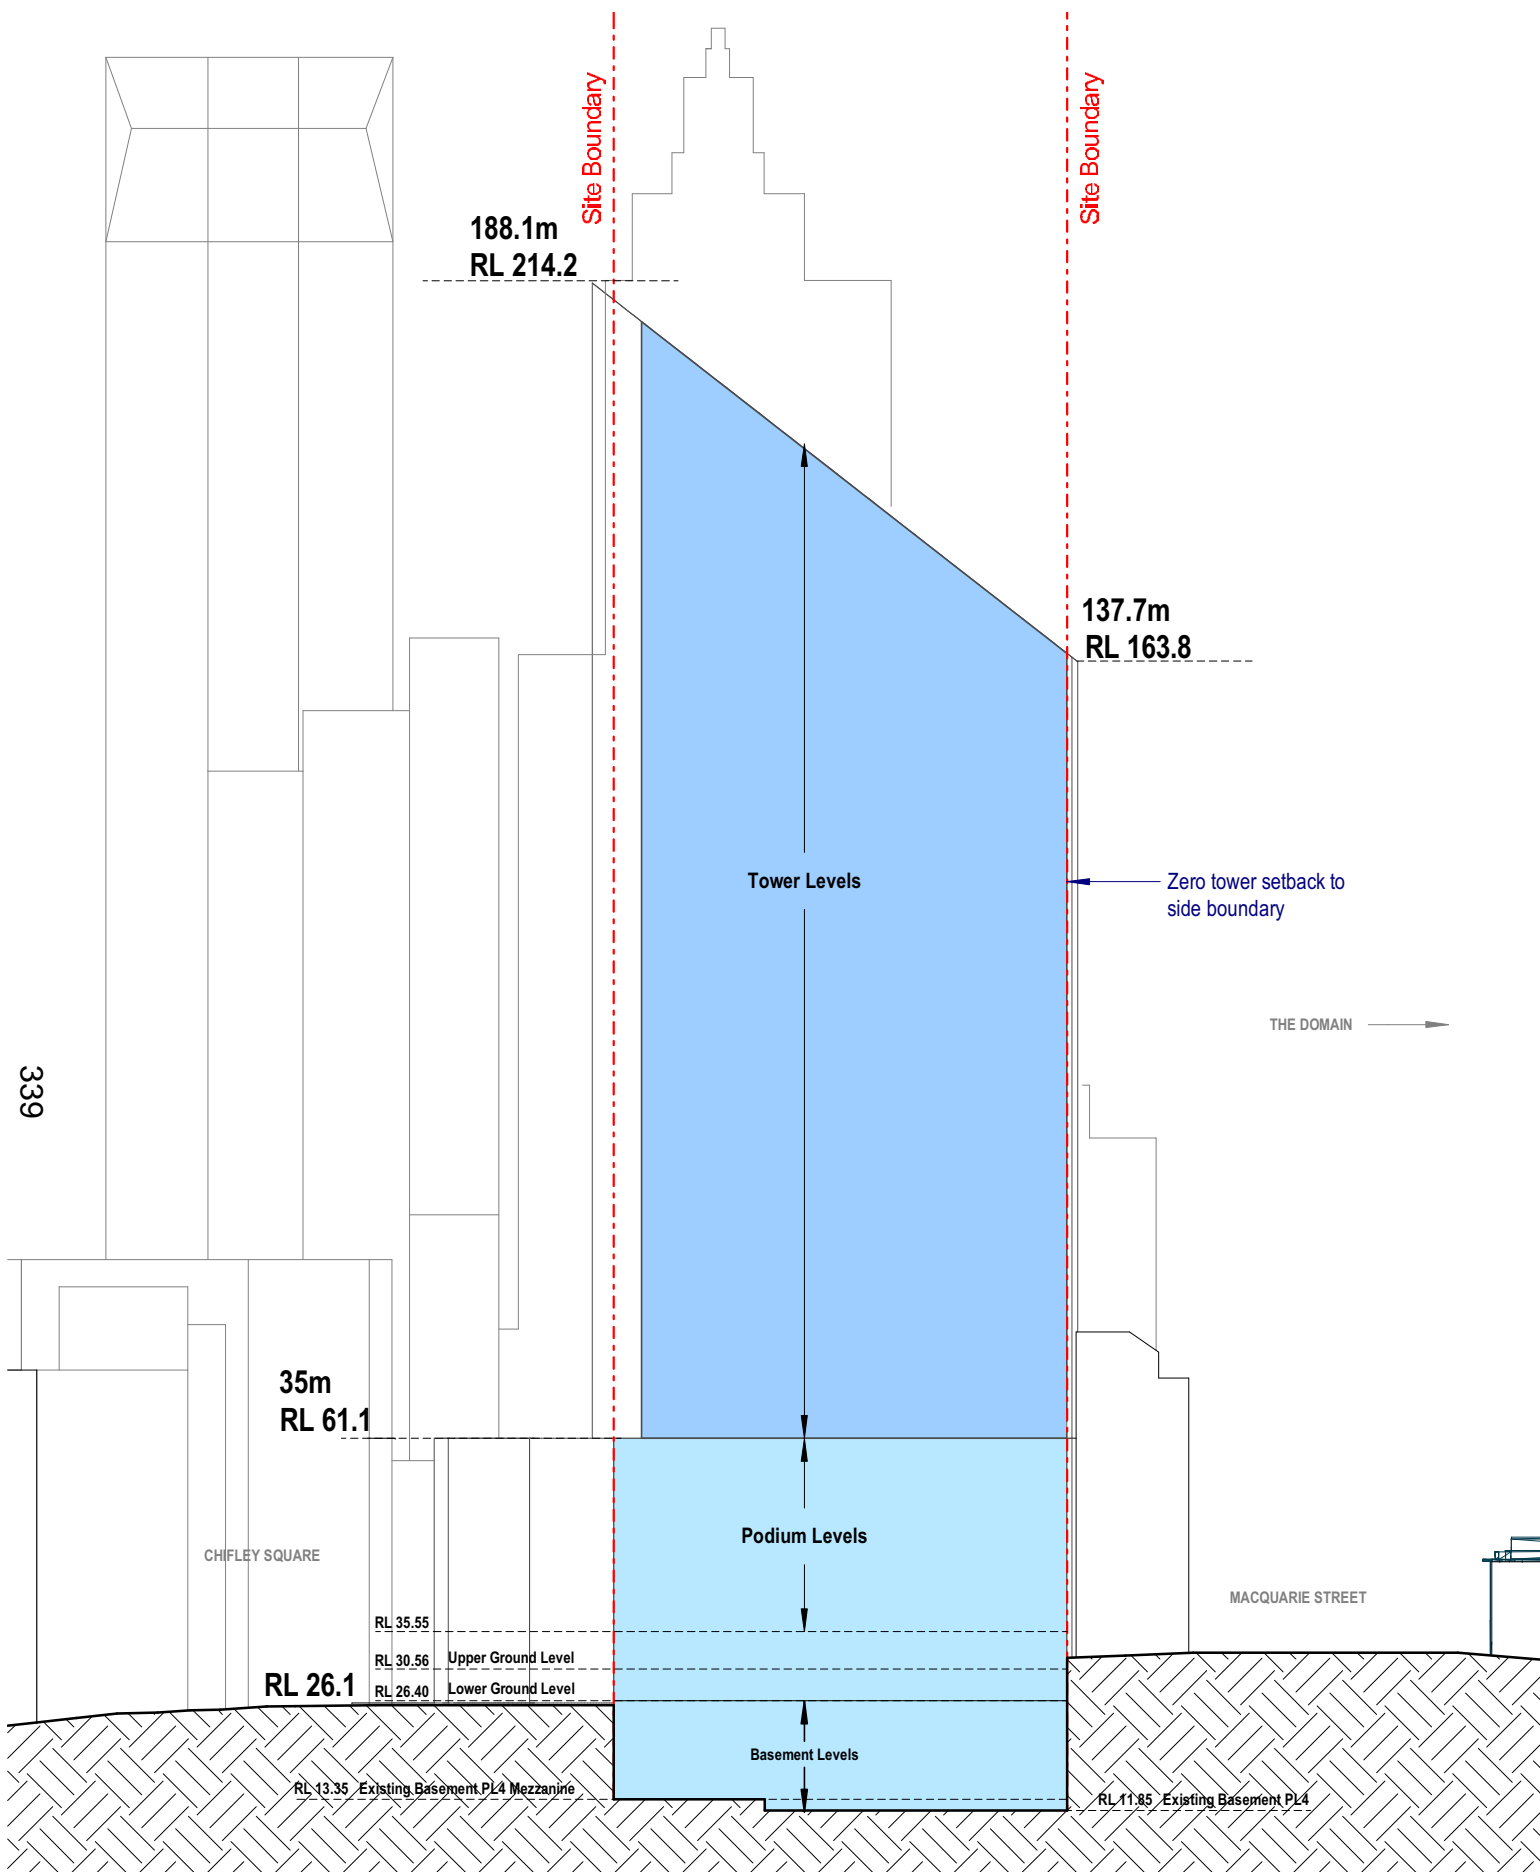 Site Boundary
Site Boundary
188.1m
RL 214.2
137.7m
RL 163.8
Tower Levels
Zero tower setback to
side boundary
THE DOMAIN
339
35m
RL 61.1
Podium Levels
CHIFLEY SQUARE
MACQUARIE STREET
RL 35.55
RL 30.56 Upper Ground Level
RL 26.1
RL 26.40 Lower Ground Level
Basement Levels
RL 13.35 Existing Basement PL4 Mezzanine
RL 11.85 Existing Basement PL4